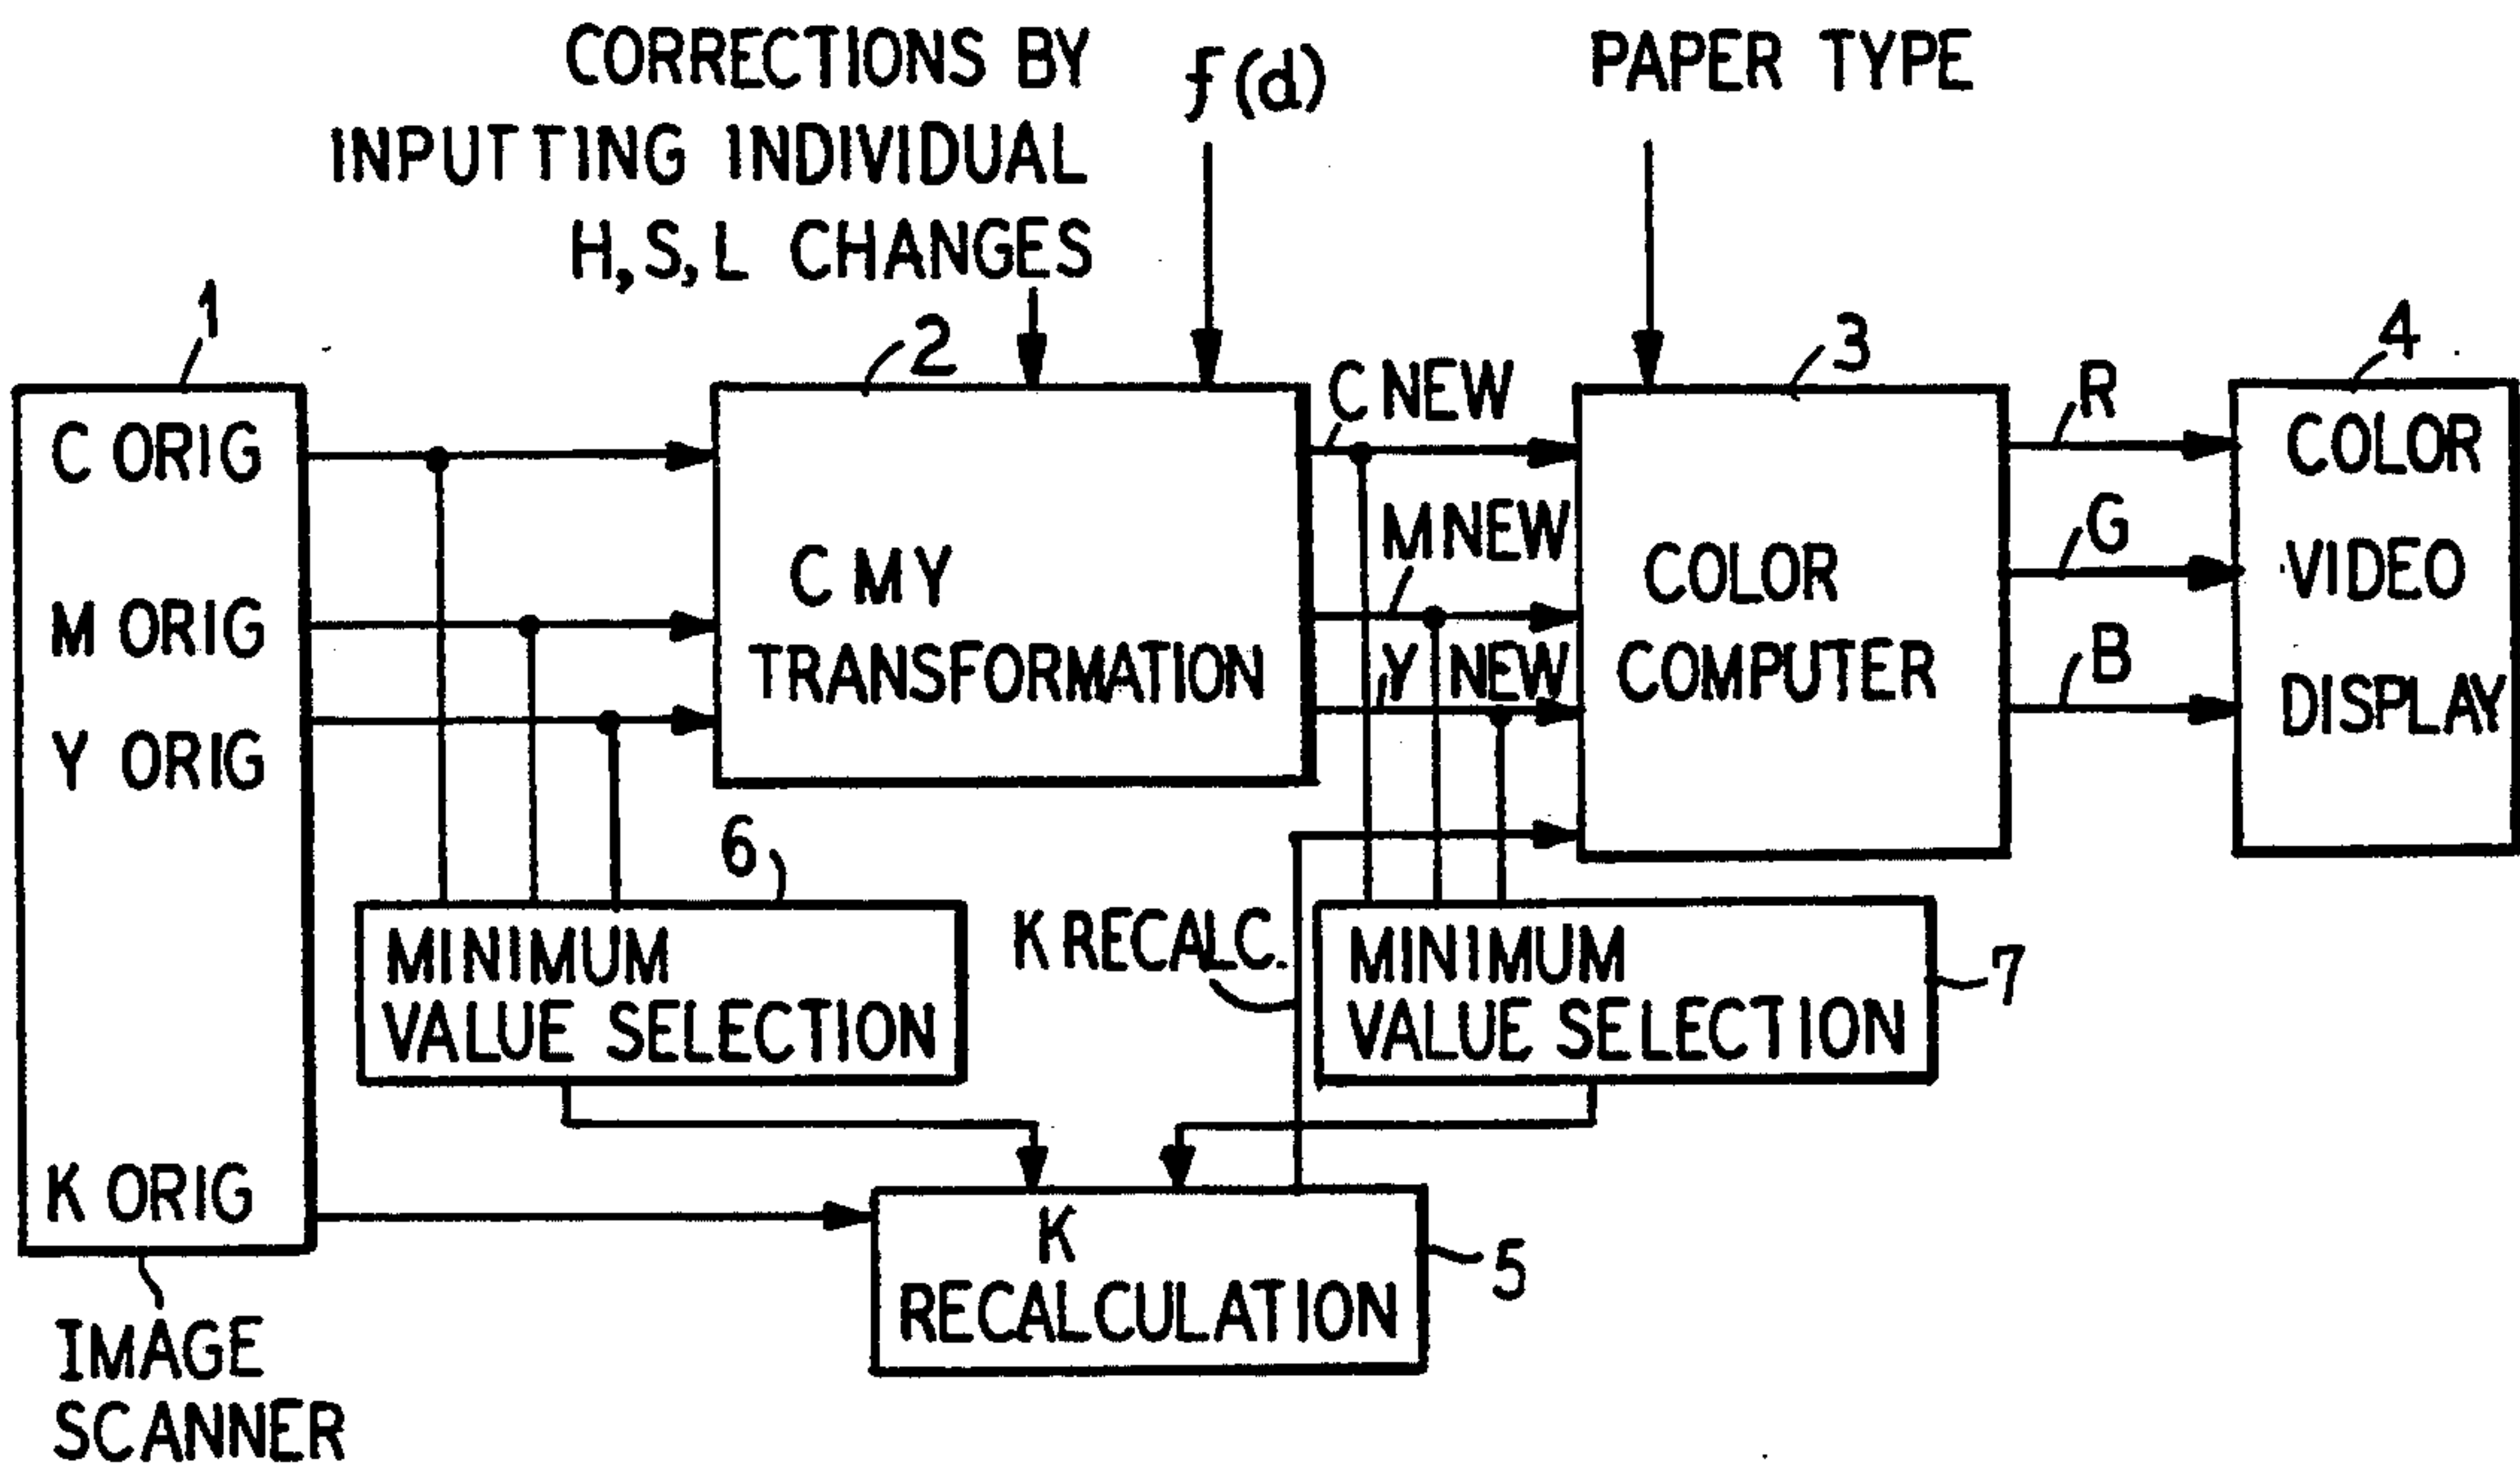 CORRECTIONS BY
INPUTTING INDIVIDUAL
H,S,L CHANGES
f(d)
PAPER TYPE
1
2
3
4
C ORIG
M ORIG
Y ORIG
K ORIG
IMAGE
SCANNER
C M Y
TRANSFORMATION
C NEW
M NEW
Y NEW
COLOR
COMPUTER
R
G
B
COLOR
VIDEO
DISPLAY
6
MINIMUM
VALUE SELECTION
K RECALC.
MINIMUM
VALUE SELECTION
7
K
RECALCULATION
5